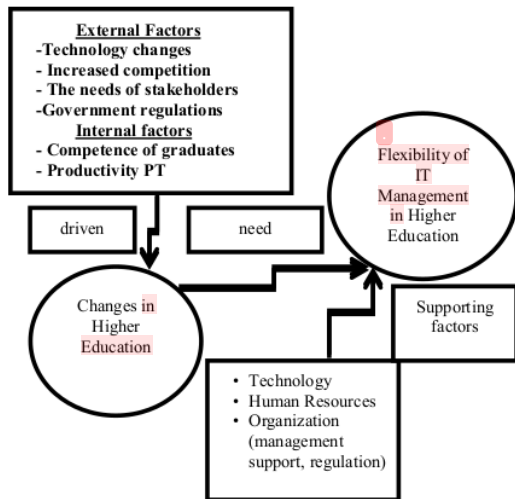 External Factors
-Technology changes
- Increased competition
- The needs of stakeholders
-Government regulations
Internal factors
- Competence of graduates
- Productivity PT
driven
need
.
Flexibility of
IT
Management
in Higher
Education
Changes in
Higher
Education
Supporting
factors
• Technology
• Human Resources
• Organization
(management
support, regulation)